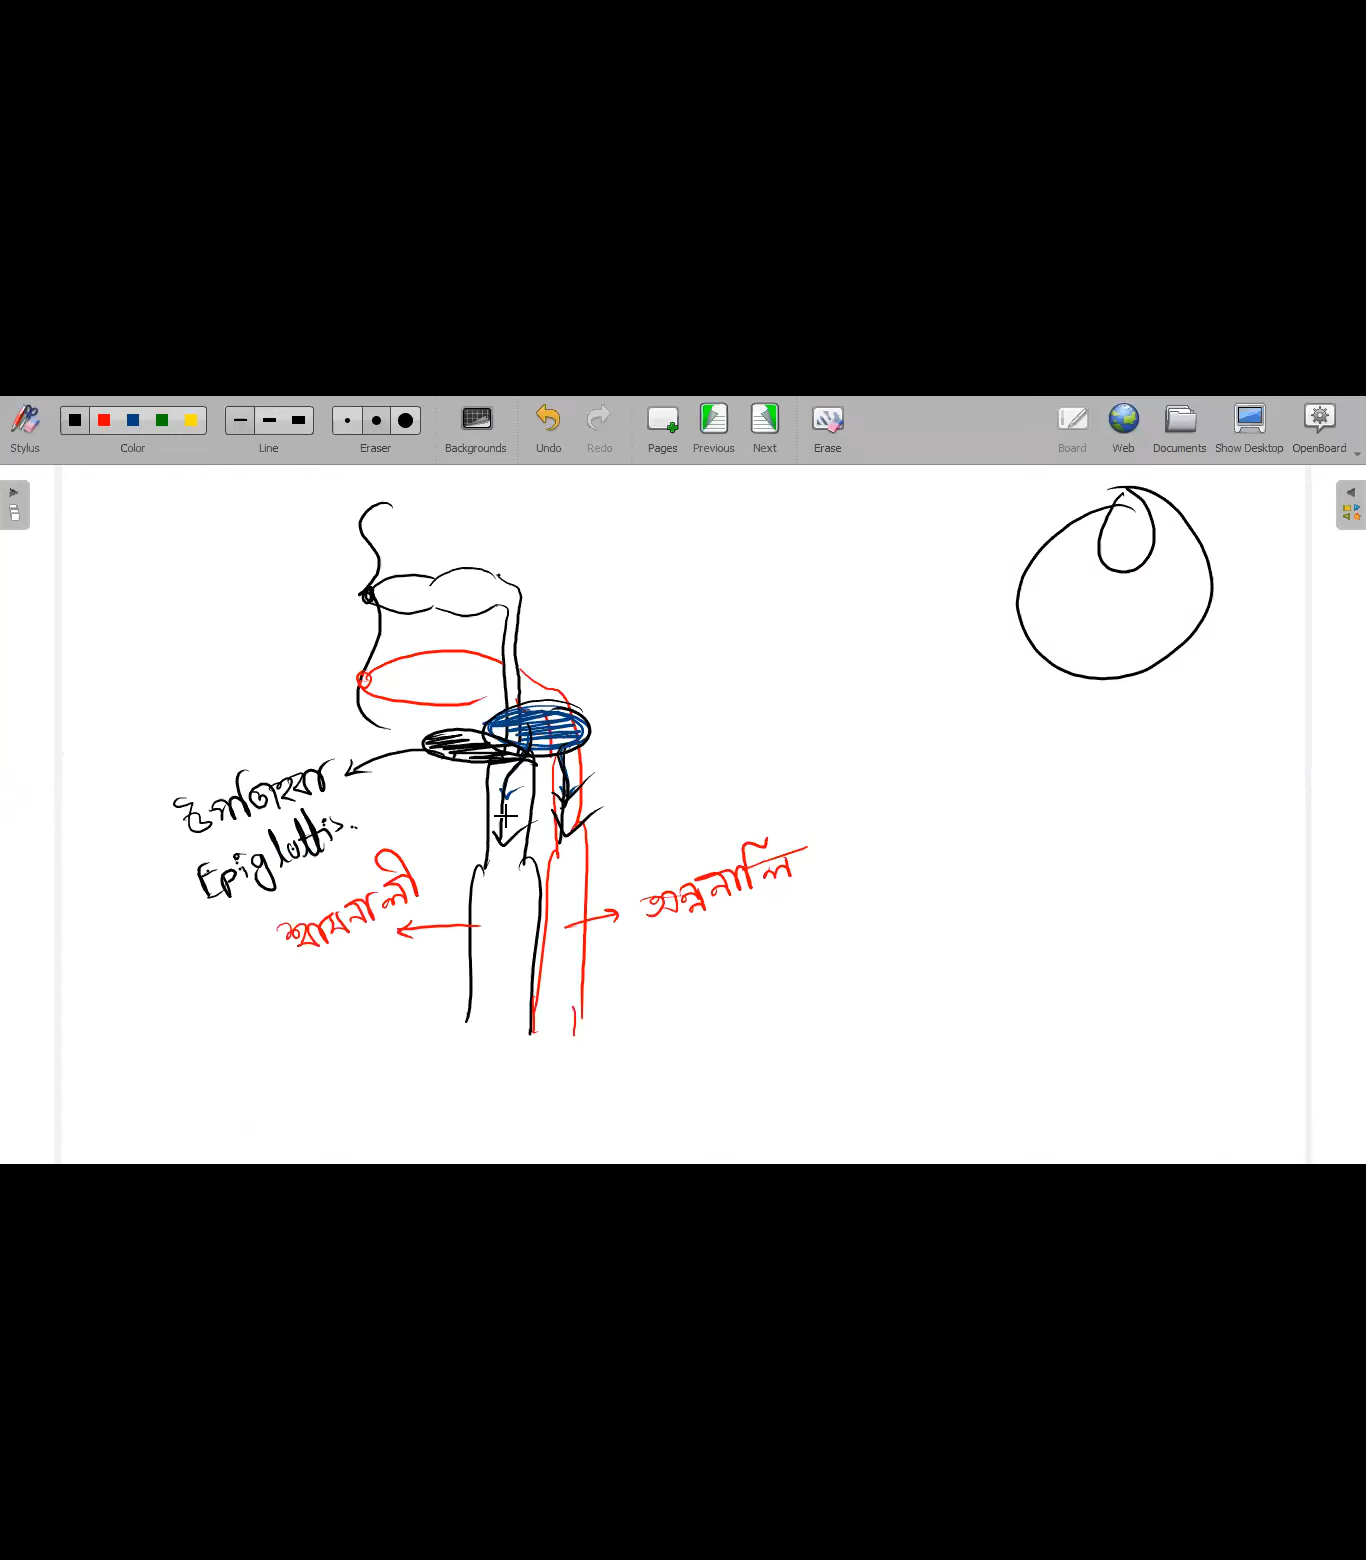 Stylus
Color
Line
Eraser
Backgrounds
Undo
Redo
Pages
Previous
Next
Erase
Board
Web
Documents
Show Desktop
OpenBoard
উপজিহবা
Epiglottis.
শ্বাসনালী
অন্ননালি